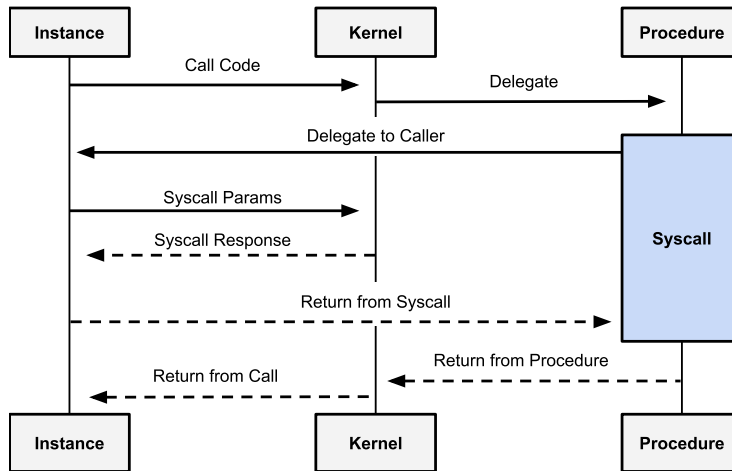 Instance
Kernel
Procedure
Call Code
Delegate
Delegate to Caller
Syscall Params
Syscall
Syscall Response
Return from Syscall
Return from Procedure
Return from Call
Instance
Kernel
Procedure